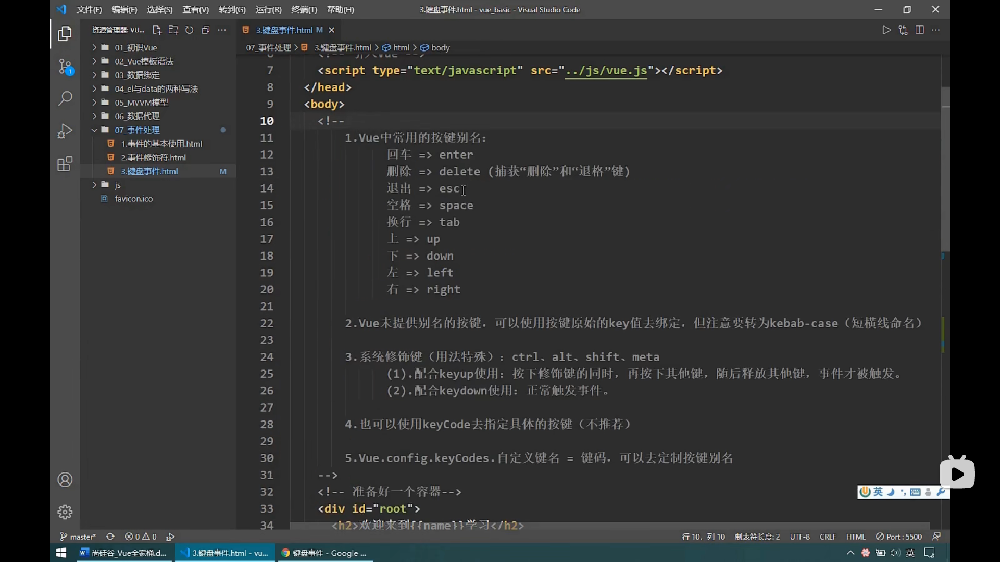 文件(F) 编辑(E) 选择(S) 查看(V) 转到(G) 运行(R) 终端(T) 帮助(H) 3.键盘事件.html - vue_basic - Visual Studio Code
资源管理器: VU...
3.键盘事件.html M
07_事件处理 > 3.键盘事件.html > html > body
01_初识Vue
02_Vue模板语法
03_数据绑定
04_el与data的两种写法
05_MVVM模型
06_数据代理
07_事件处理
1.事件的基本使用.html
2.事件修饰符.html
3.键盘事件.html M
js
favicon.ico
1
7 <script type="text/javascript" src="../js/vue.js"></script>
8 </head>
9 <body>
10 <!--
11 1.Vue中常用的按键别名：
12 回车 => enter
13 删除 => delete (捕获“删除”和“退格”键)
14 退出 => esc
15 空格 => space
16 换行 => tab
17 上 => up
18 下 => down
19 左 => left
20 右 => right
21
22 2.Vue未提供别名的按键，可以使用按键原始的key值去绑定，但注意要转为kebab-case（短横线命名）
23
24 3.系统修饰键（用法特殊）：ctrl、alt、shift、meta
25 (1).配合keyup使用：按下修饰键的同时，再按下其他键，随后释放其他键，事件才被触发。
26 (2).配合keydown使用：正常触发事件。
27
28 4.也可以使用keyCode去指定具体的按键（不推荐）
29
30 5.Vue.config.keyCodes.自定义键名 = 键码，可以去定制按键别名
31 -->
32 <!-- 准备好一个容器-->
33 <div id="root">
34 <h2>欢迎来到{{name}}学习</h2>
英
master* 0 0 行 10，列 10 制表符长度: 2 UTF-8 CRLF HTML Port : 5500
尚硅谷_Vue全家桶.d... 3.键盘事件.html - vu... 键盘事件 - Google ... 英